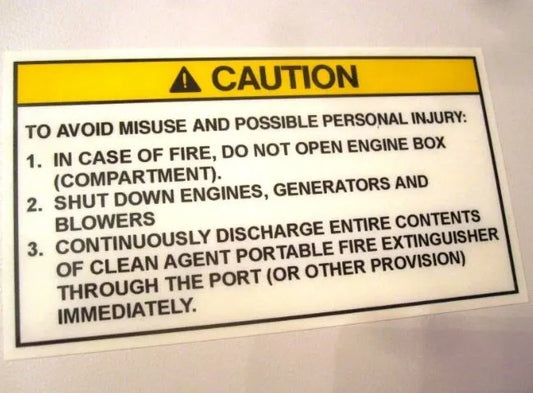 CAUTION
TO AVOID MISUSE AND POSSIBLE PERSONAL INJURY:
1. IN CASE OF FIRE, DO NOT OPEN ENGINE BOX
(COMPARTMENT).
2. SHUT DOWN ENGINES, GENERATORS AND
BLOWERS
3. CONTINUOUSLY DISCHARGE ENTIRE CONTENTS
OF CLEAN AGENT PORTABLE FIRE EXTINGUISHER
THROUGH THE PORT (OR OTHER PROVISION)
IMMEDIATELY.